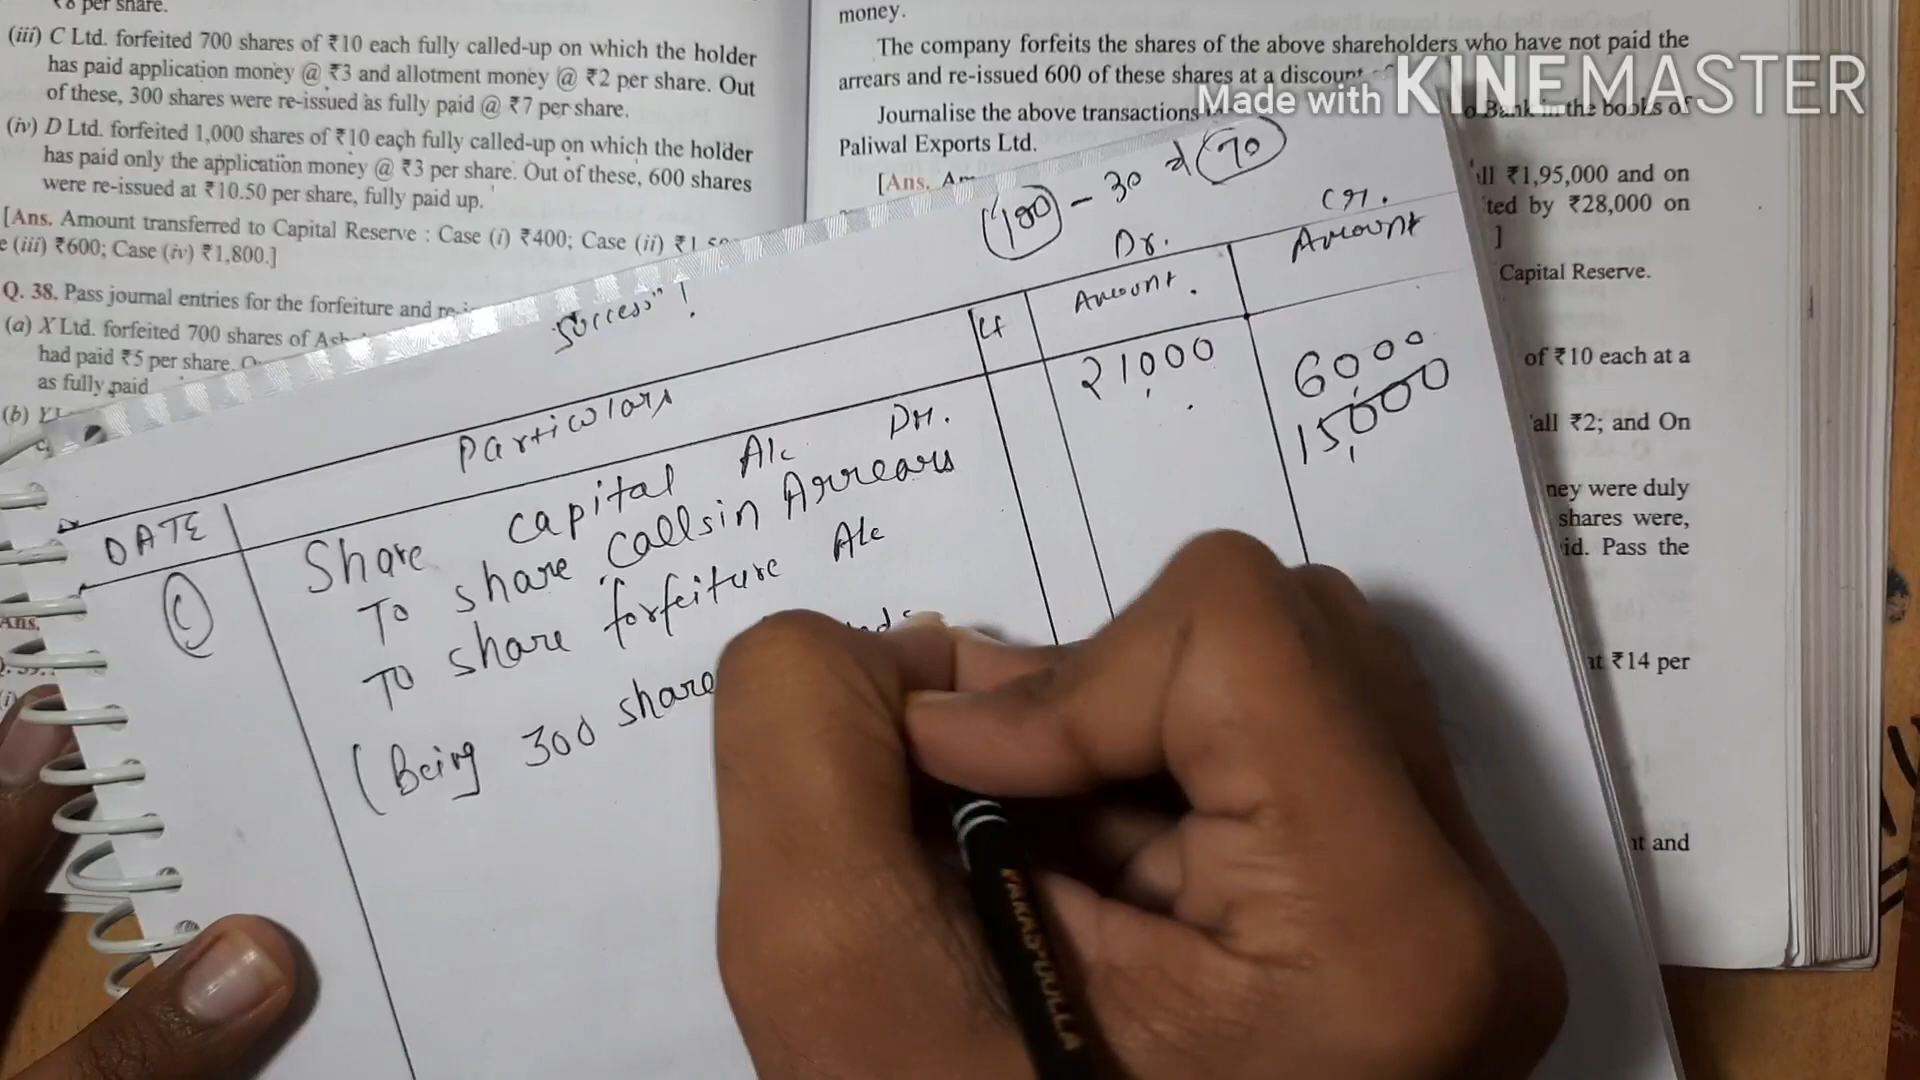 ₹8 per share.
(iii) C Ltd. forfeited 700 shares of ₹10 each fully called-up on which the holder
has paid application money @ ₹3 and allotment money @ ₹2 per share. Out
of these, 300 shares were re-issued as fully paid @ ₹7 per share.
(iv) D Ltd. forfeited 1,000 shares of ₹10 each fully called-up on which the holder
has paid only the application money @ ₹3 per share. Out of these, 600 shares
were re-issued at ₹10.50 per share, fully paid up.
[Ans. Amount transferred to Capital Reserve : Case (i) ₹400; Case (ii)
(iii) ₹600; Case (iv) ₹1,800.]
Q. 38. Pass journal entries for the forfeiture and
(a) X Ltd. forfeited 700 shares of
had paid ₹5 per share.
as fully paid
(b)
money.
The company forfeits the shares of the above shareholders who have not paid the
arrears and re-issued 600 of these shares at a discount
Journalise the above transactions
to Bank in the books of
Paliwal Exports Ltd.
[Ans.
₹1,95,000 and on
by ₹28,000 on
]
Capital Reserve.
of ₹10 each at a
₹2; and On
were duly
shares were,
Pass the
₹14 per
and
Made with KINEMASTER
100 - 30 = 70
Success" !
DATE Particulars LF Dr. Amount. Cr. Amount
(C) Share capital A/c Dr. 21000
To share calls in Arrears 6000
To share forfeiture A/c 15,000
(Being 300 share